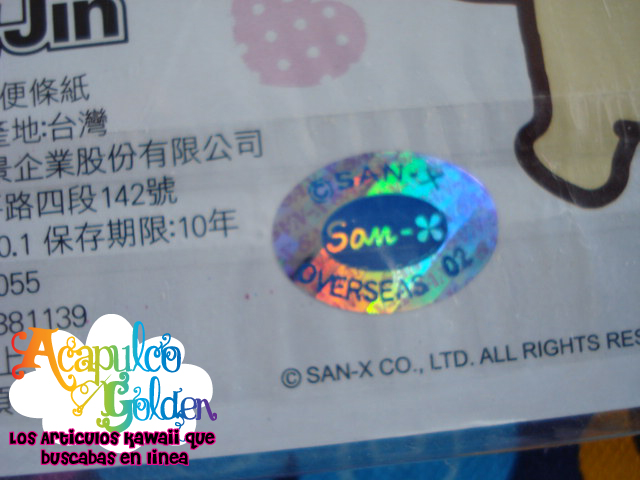 Jin
便條紙
產地:台灣
景企業股份有限公司
路四段142號
0.1 保存期限:10年
055
381139
上
© SAN-X
San-X
OVERSEAS 02
© SAN-X CO., LTD. ALL RIGHTS RES
Acapulco
Golden
Los Articulos kawaii que
buscabas en linea